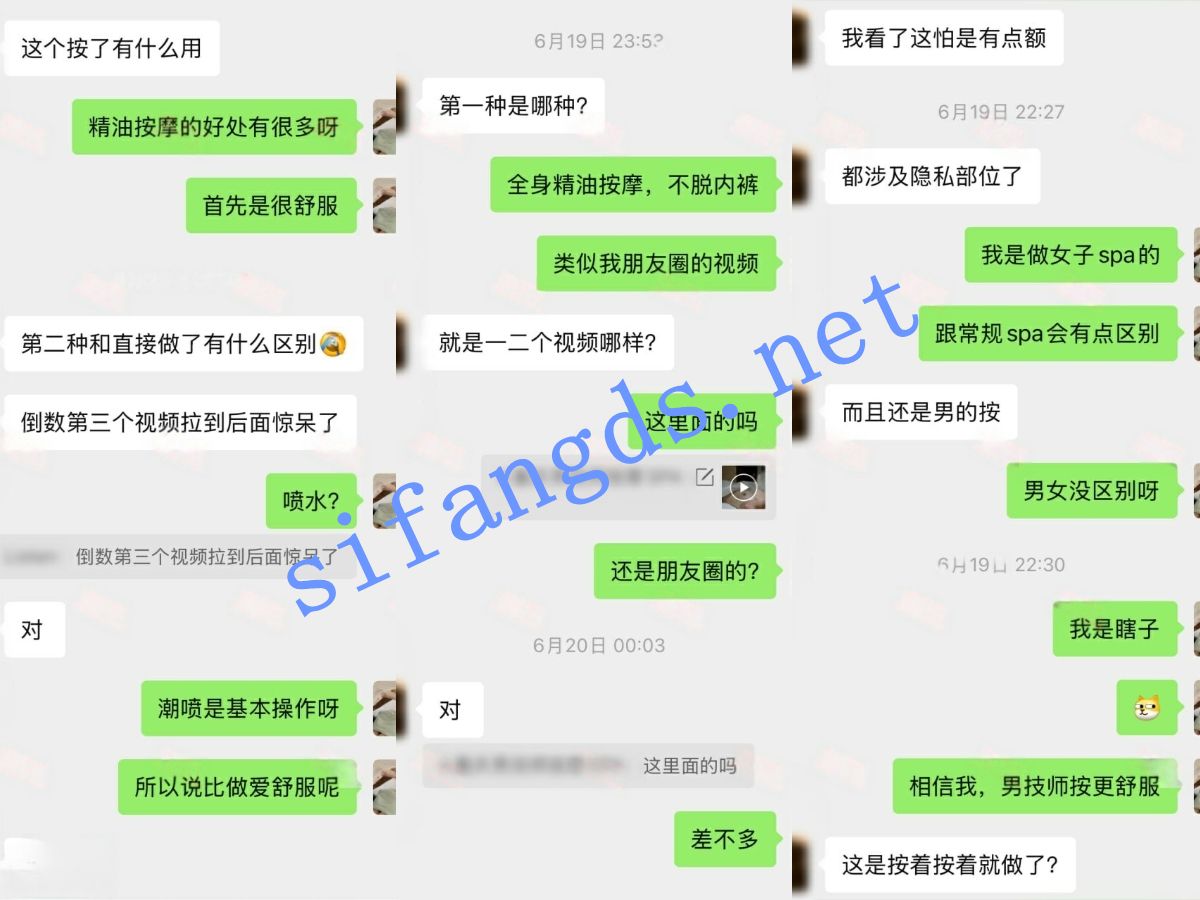 这个按了有什么用
精油按摩的好处有很多呀
首先是很舒服
第二种和直接做了有什么区别
倒数第三个视频拉到后面惊呆了
喷水?
倒数第三个视频拉到后面惊呆了
对
潮喷是基本操作呀
所以说比做爱舒服呢
6月19日 23:5
第一种是哪种?
全身精油按摩，不脱内裤
类似我朋友圈的视频
就是一二个视频哪样?
这里面的吗
还是朋友圈的?
6月20日 00:03
对
这里面的吗
差不多
我看了这怕是有点额
6月19日 22:27
都涉及隐私部位了
我是做女子spa的
跟常规spa会有点区别
而且还是男的按
男女没区别呀
6月19日 22:30
我是瞎子
相信我，男技师按更舒服
这是按着按着就做了?
sifangds.net